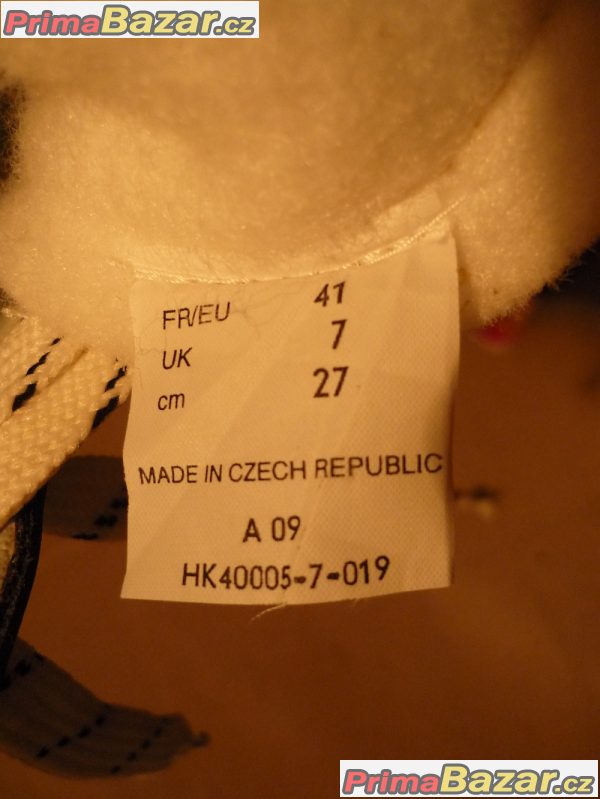 PrimaBazar.cz
FR/EU 41
UK 7
cm 27
MADE IN CZECH REPUBLIC
A 09
HK40005-7-019
PrimaBazar.cz